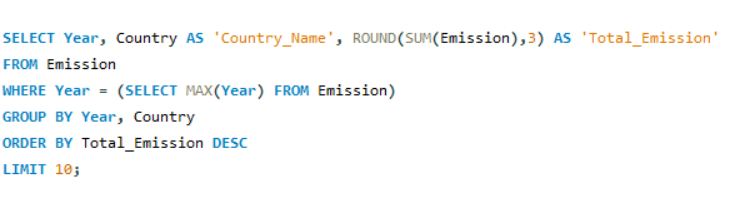 SELECT Year, Country AS 'Country_Name', ROUND(SUM(Emission),3) AS 'Total_Emission'
FROM Emission
WHERE Year = (SELECT MAX(Year) FROM Emission)
GROUP BY Year, Country
ORDER BY Total_Emission DESC
LIMIT 10;